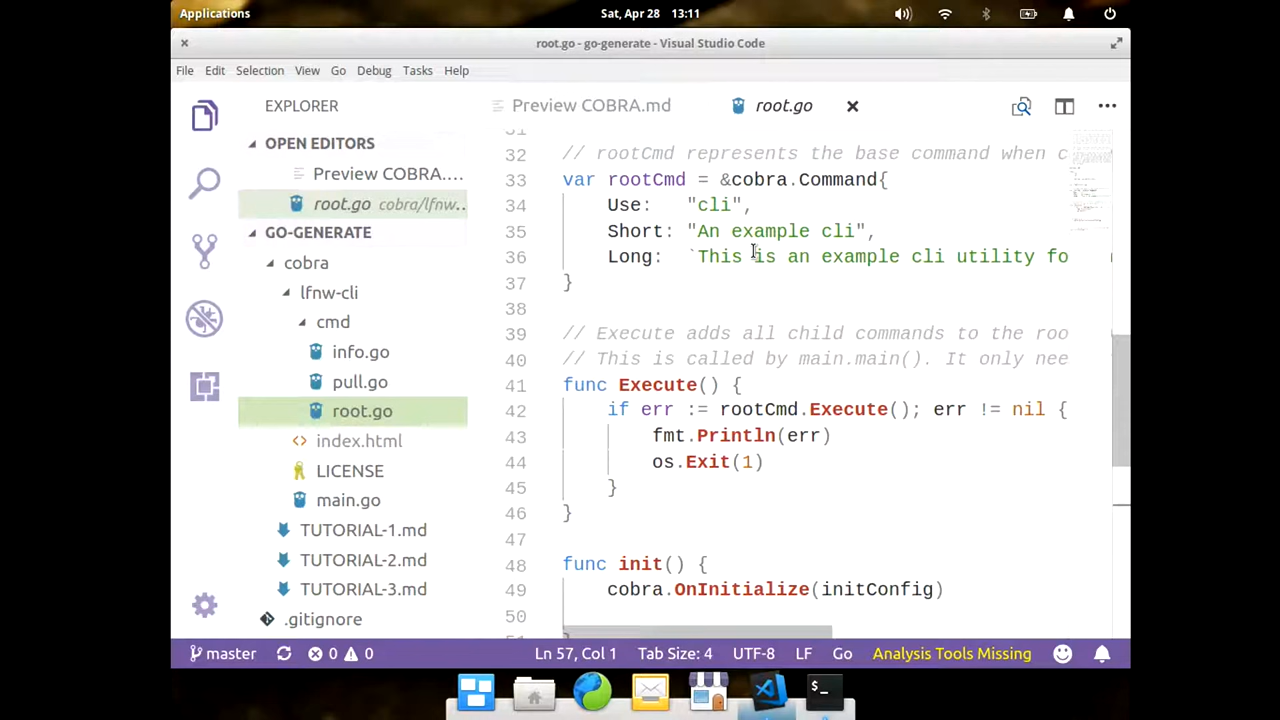 Applications
Sat, Apr 28 13:11
root.go - go-generate - Visual Studio Code
File Edit Selection View Go Debug Tasks Help
EXPLORER
Preview COBRA.md
root.go
OPEN EDITORS
Preview COBRA....
root.go cobra/lfnw...
GO-GENERATE
cobra
lfnw-cli
cmd
info.go
pull.go
root.go
index.html
LICENSE
main.go
TUTORIAL-1.md
TUTORIAL-2.md
TUTORIAL-3.md
.gitignore
31
32 // rootCmd represents the base command when c
33 var rootCmd = &cobra.Command{
34 Use: "cli",
35 Short: "An example cli",
36 Long: `This is an example cli utility fo
37 }
38
39 // Execute adds all child commands to the roo
40 // This is called by main.main(). It only nee
41 func Execute() {
42 if err := rootCmd.Execute(); err != nil {
43 fmt.Println(err)
44 os.Exit(1)
45 }
46 }
47
48 func init() {
49 cobra.OnInitialize(initConfig)
50
51 }
master 0 0 Ln 57, Col 1 Tab Size: 4 UTF-8 LF Go Analysis Tools Missing